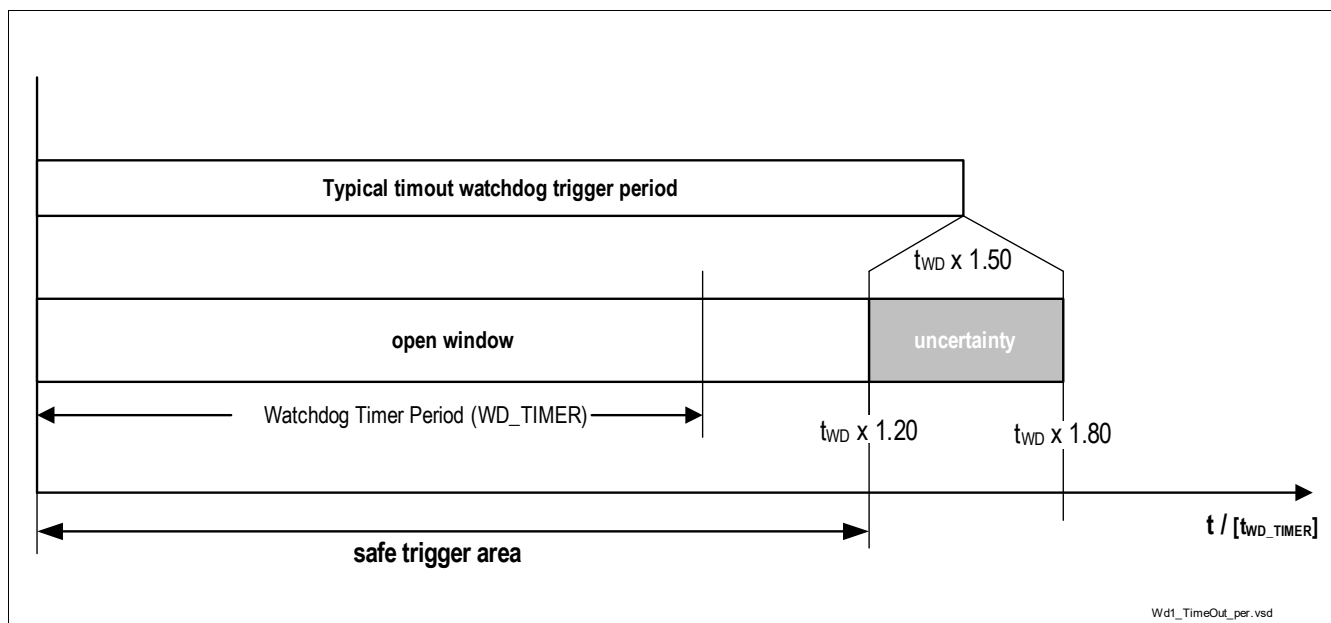 Typical timout watchdog trigger period
tWD x 1.50
open window
uncertainty
Watchdog Timer Period (WD_TIMER)
tWD x 1.20
tWD x 1.80
t / [tWD_TIMER]
safe trigger area
Wd1_TimeOut_per.vsd